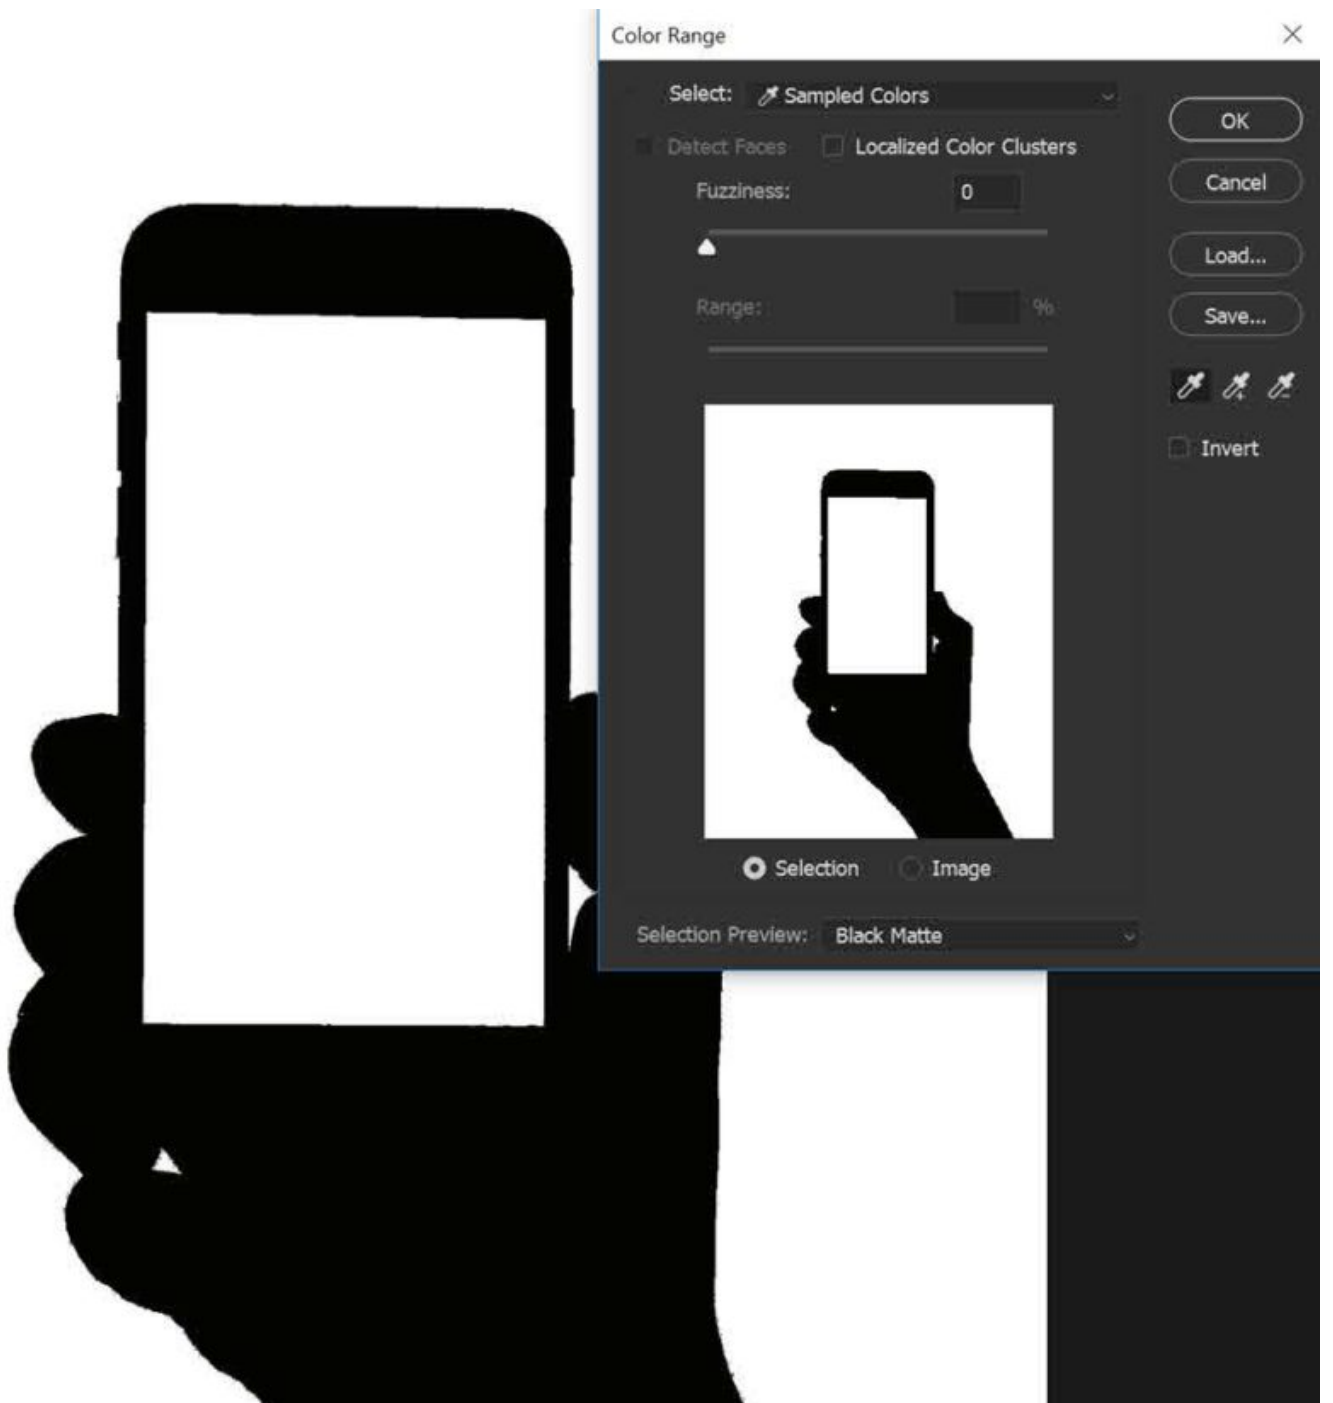 Color Range
Select: Sampled Colors
OK
Detect Faces Localized Color Clusters
Cancel
Fuzziness: 0
Load...
Range: %
Save...
Invert
Selection Image
Selection Preview: Black Matte